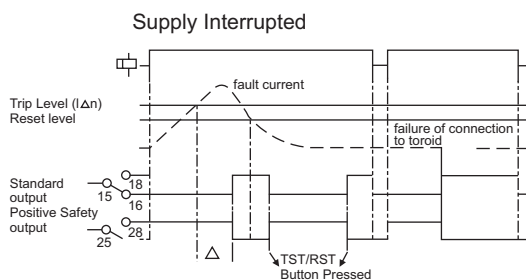 Supply Interrupted
fault current
Trip Level (I∆n)
Reset level
failure of connection
to toroid
Standard
output
Positive Safety
output
15
18
16
25
28
∆
TST/RST
Button Pressed